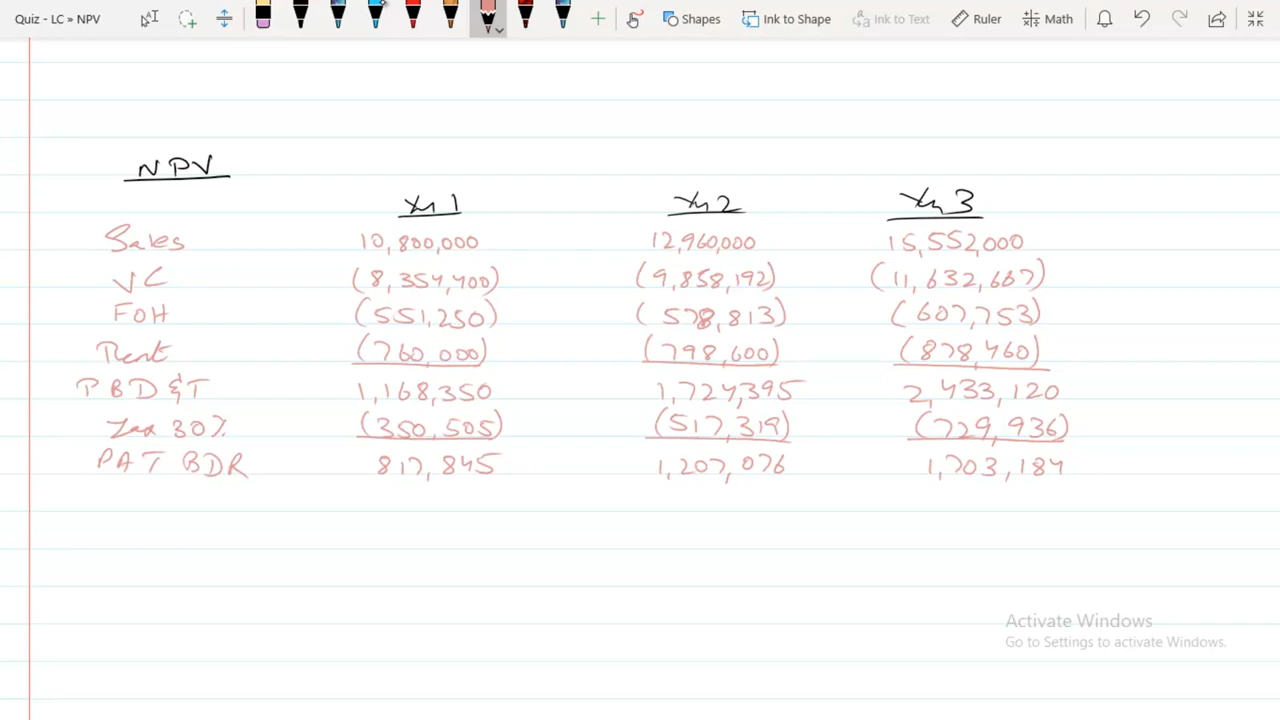 Quiz - LC » NPV Shapes Ink to Shape Ink to Text Ruler Math
NPV
Yr 1 Yr 2 Yr 3
Sales 10,800,000 12,960,000 15,552,000
VC (8,354,400) (9,858,192) (11,632,667)
FOH (551,250) (578,813) (607,753)
Rent (760,000) (798,600) (878,460)
PBD&T 1,168,350 1,724,395 2,433,120
Tax 30% (350,505) (517,319) (729,936)
PAT BDR 817,845 1,207,076 1,703,184
Activate Windows
Go to Settings to activate Windows.